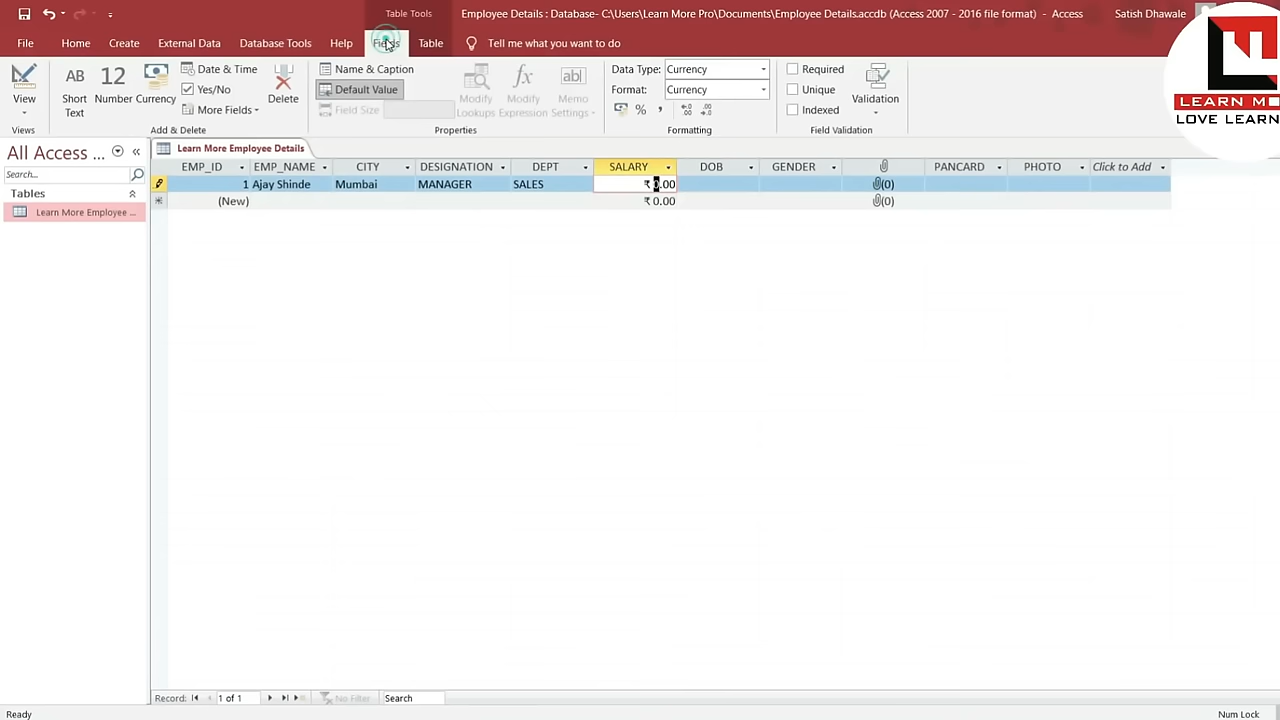 Table Tools
Employee Details : Database- C:\Users\Learn More Pro\Documents\Employee Details.accdb (Access 2007 - 2016 file format) - Access
Satish Dhawale
File Home Create External Data Database Tools Help Fields Table Tell me what you want to do
View
Views
AB
Short Text
12
Number
Currency
Date & Time
Yes/No
More Fields
Delete
Add & Delete
Name & Caption
Default Value
Field Size
Modify Lookups
fx
Modify Expression
ab
Memo Settings
Properties
Data Type: Currency
Format: Currency
% ,
Formatting
Required
Unique
Indexed
Validation
Field Validation
LEARN MO
LOVE LEARN
All Access ...
Search...
Tables
Learn More Employee ...
Learn More Employee Details
EMP_ID EMP_NAME CITY DESIGNATION DEPT SALARY DOB GENDER PANCARD PHOTO Click to Add
1 Ajay Shinde Mumbai MANAGER SALES ₹ 0.00 (0)
(New) ₹ 0.00 (0)
Record: 1 of 1 No Filter Search
Ready
Num Lock